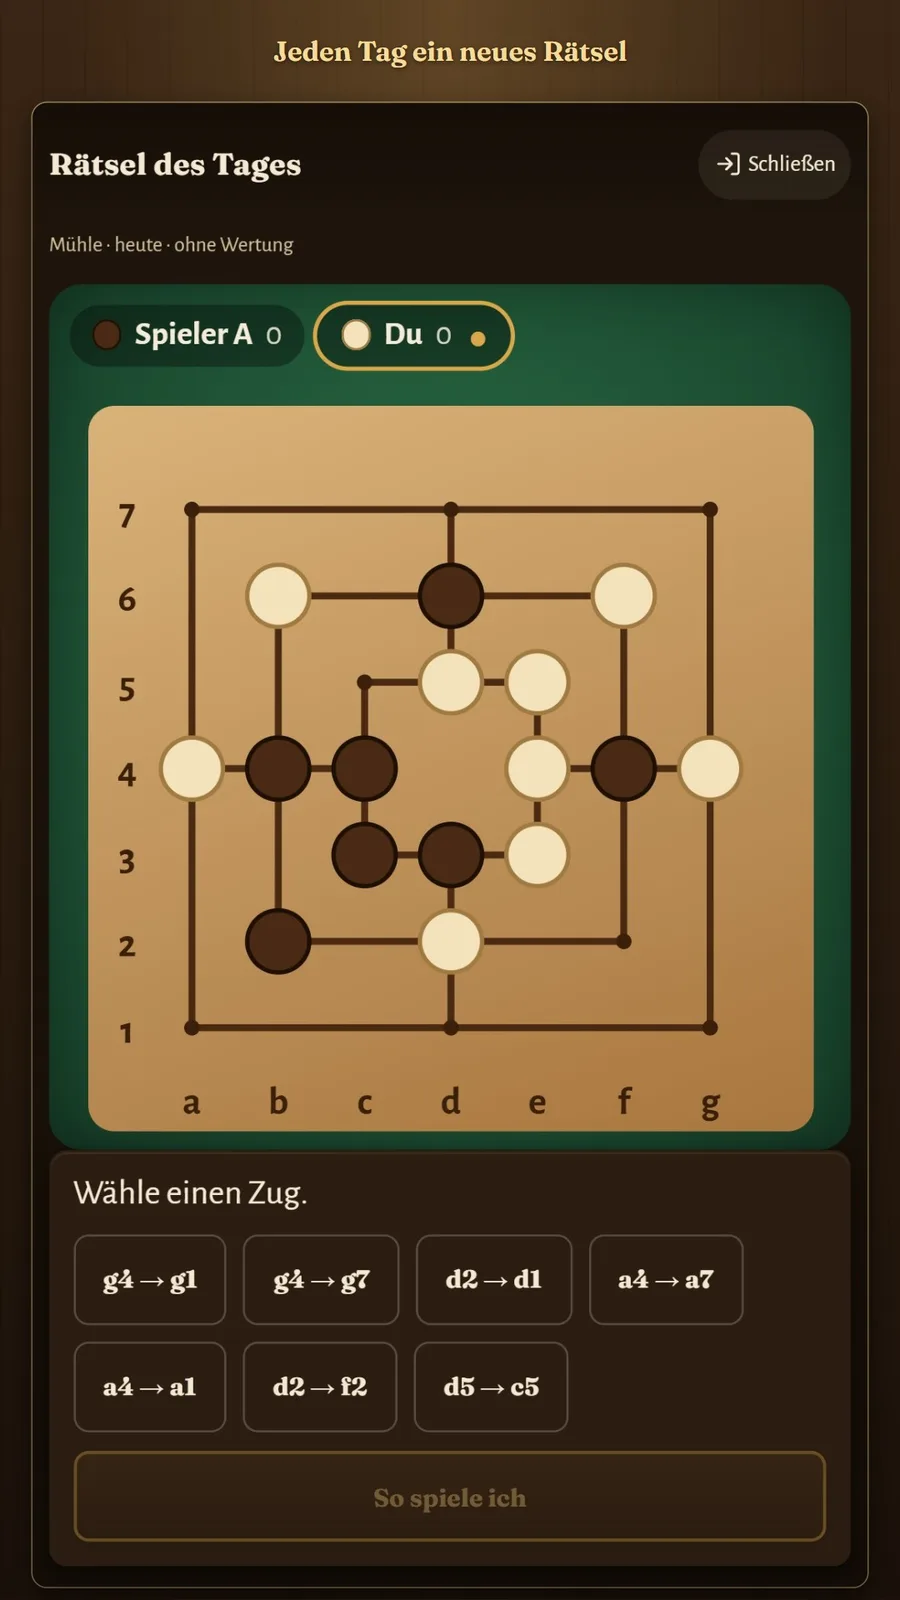 Jeden Tag ein neues Rätsel
Rätsel des Tages
Schließen
Mühle · heute · ohne Wertung
Spieler A 0
Du 0
7
6
5
4
3
2
1
a b c d e f g
Wähle einen Zug.
g4 → g1 g4 → g7 d2 → d1 a4 → a7
a4 → a1 d2 → f2 d5 → c5
So spiele ich